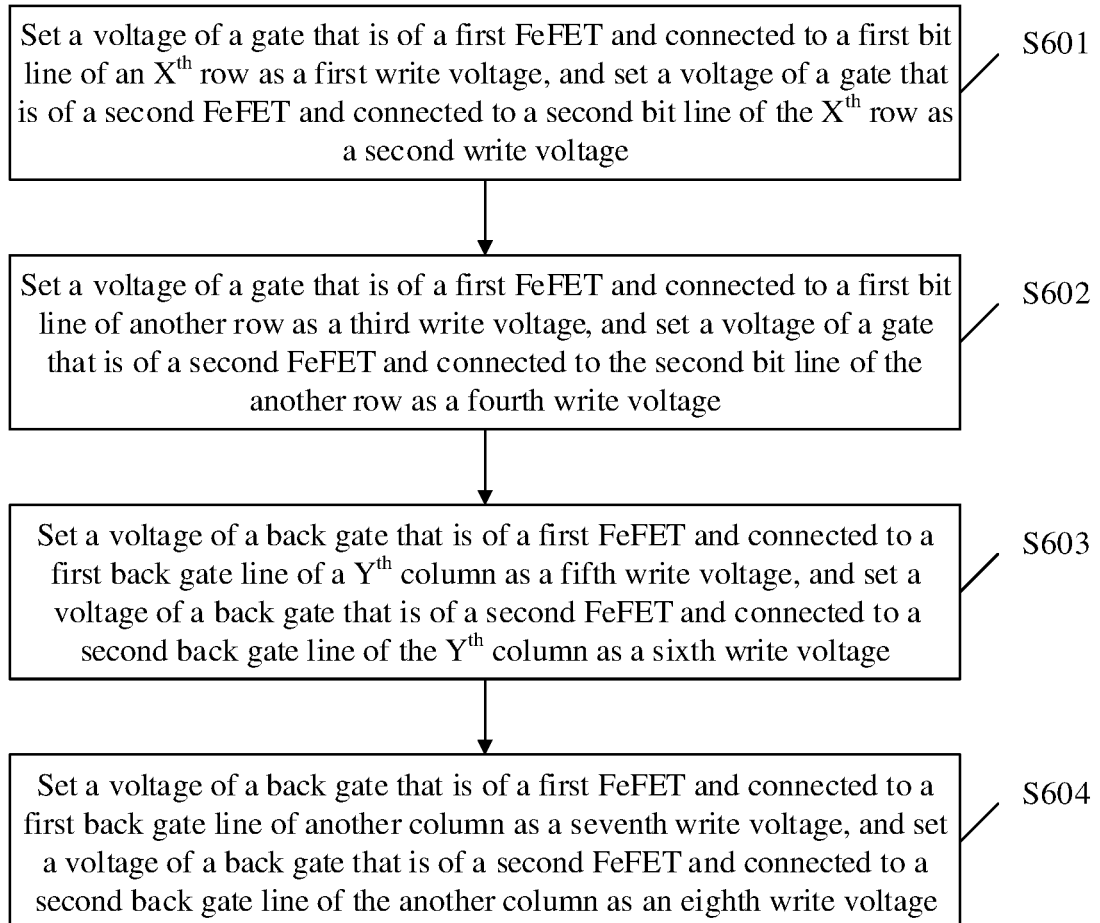 Set a voltage of a gate that is of a first FeFET and connected to a first bit
line of an Xth row as a first write voltage, and set a voltage of a gate that
is of a second FeFET and connected to a second bit line of the Xth row as
a second write voltage
S601
Set a voltage of a gate that is of a first FeFET and connected to a first bit
line of another row as a third write voltage, and set a voltage of a gate
that is of a second FeFET and connected to the second bit line of the
another row as a fourth write voltage
S602
Set a voltage of a back gate that is of a first FeFET and connected to a
first back gate line of a Yth column as a fifth write voltage, and set a
voltage of a back gate that is of a second FeFET and connected to a
second back gate line of the Yth column as a sixth write voltage
S603
Set a voltage of a back gate that is of a first FeFET and connected to a
first back gate line of another column as a seventh write voltage, and set
a voltage of a back gate that is of a second FeFET and connected to a
second back gate line of the another column as an eighth write voltage
S604